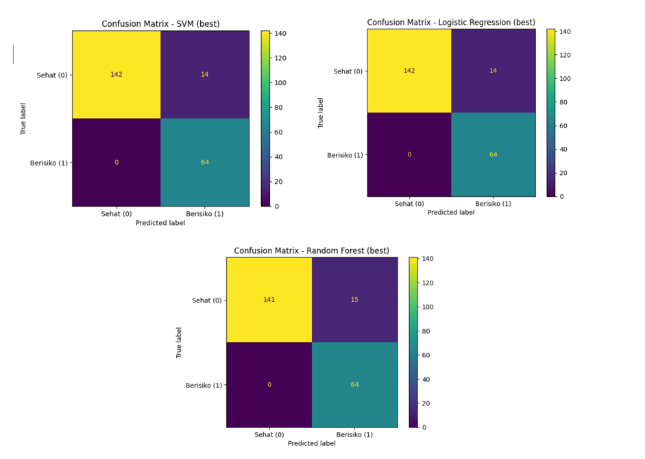 Confusion Matrix - SVM (best)
True label
Sehat (0)
142
14
Berisiko (1)
0
64
Sehat (0)
Berisiko (1)
Predicted label
140
120
100
80
60
40
20
0
Confusion Matrix - Logistic Regression (best)
True label
Sehat (0)
142
14
Berisiko (1)
0
64
Sehat (0)
Berisiko (1)
Predicted label
140
120
100
80
60
40
20
0
Confusion Matrix - Random Forest (best)
True label
Sehat (0)
141
15
Berisiko (1)
0
64
Sehat (0)
Berisiko (1)
Predicted label
140
120
100
80
60
40
20
0